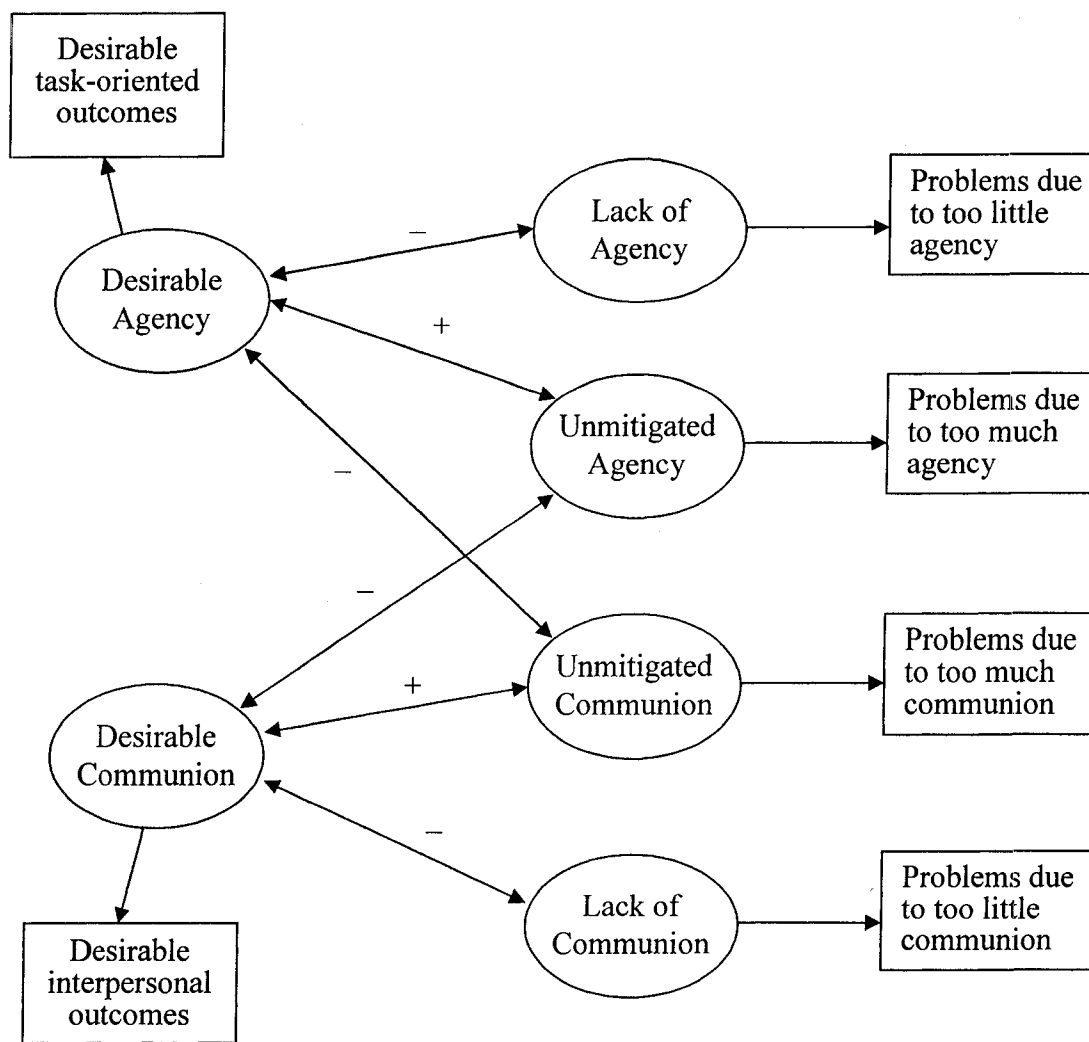 Desirable
task-oriented
outcomes
Lack of
Agency
Problems due
to too little
agency
−
Desirable
Agency
+
Unmitigated
Agency
Problems due
to too much
agency
−
−
Unmitigated
Communion
Problems due
to too much
communion
+
Desirable
Communion
−
Lack of
Communion
Problems due
to too little
communion
Desirable
interpersonal
outcomes